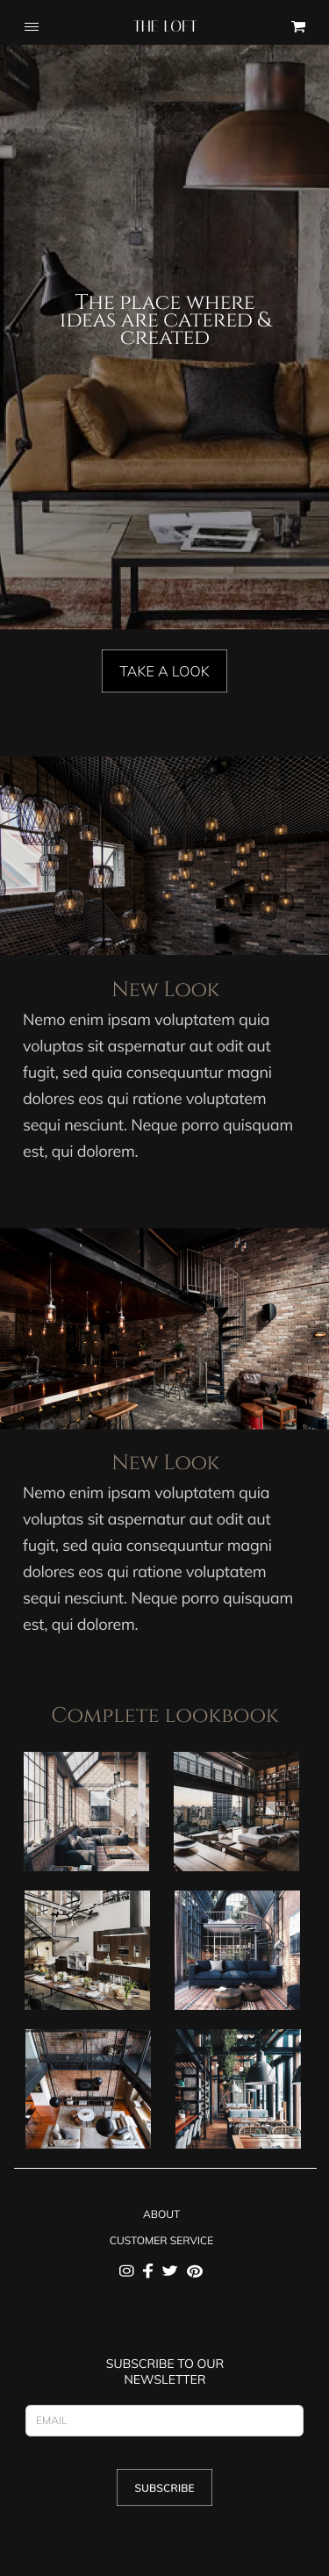 THE LOFT
The place where
ideas are catered &
created
TAKE A LOOK
New Look
Nemo enim ipsam voluptatem quia
voluptas sit aspernatur aut odit aut
fugit, sed quia consequuntur magni
dolores eos qui ratione voluptatem
sequi nesciunt. Neque porro quisquam
est, qui dolorem.
New Look
Nemo enim ipsam voluptatem quia
voluptas sit aspernatur aut odit aut
fugit, sed quia consequuntur magni
dolores eos qui ratione voluptatem
sequi nesciunt. Neque porro quisquam
est, qui dolorem.
Complete lookbook
ABOUT
CUSTOMER SERVICE
SUBSCRIBE TO OUR
NEWSLETTER
EMAIL
SUBSCRIBE